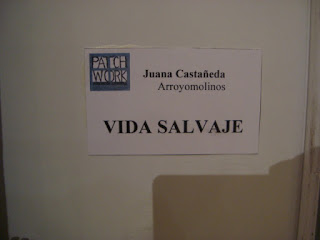 PATCH
WORK
Juana Castañeda
Arroyomolinos
VIDA SALVAJE